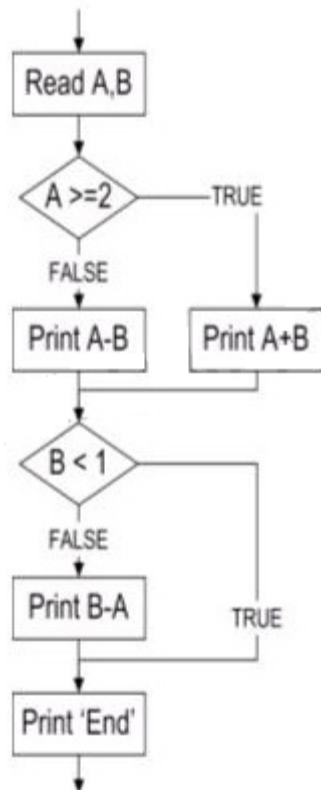 Read A,B
A >=2
TRUE
FALSE
Print A-B
Print A+B
B < 1
FALSE
Print B-A
TRUE
Print ‘End’